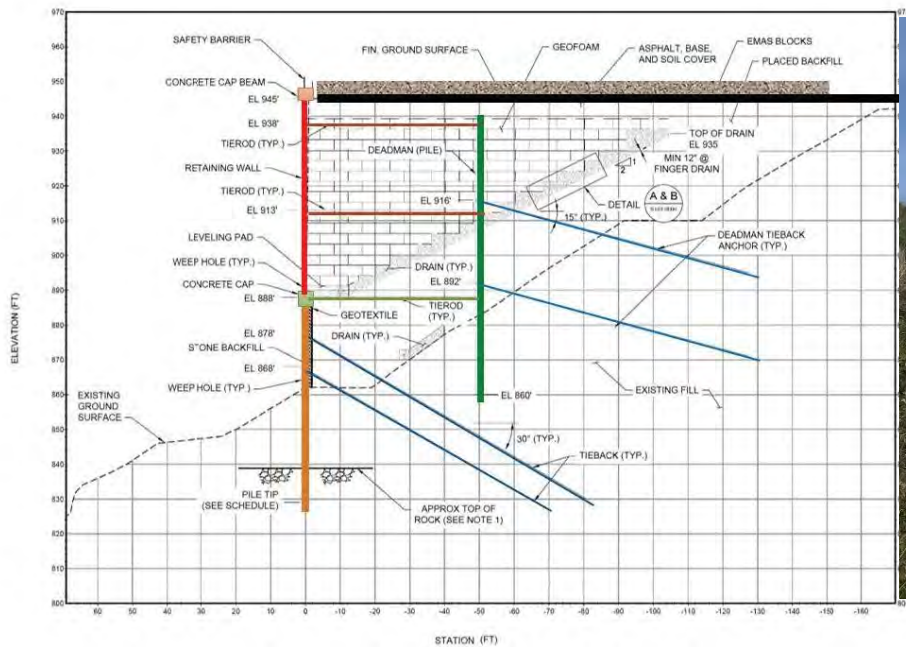 970
960
950
940
930
920
910
900
890
880
870
860
850
840
830
820
810
800
ELEVATION (FT)
SAFETY BARRIER
CONCRETE CAP BEAM
EL 945'
EL 938'
TIEROD (TYP.)
RETAINING WALL
TIEROD (TYP.)
EL 913'
LEVELING PAD
WEEP HOLE (TYP.)
CONCRETE CAP
EL 888'
GEOTEXTILE
EL 878'
STONE BACKFILL
EL 868'
WEEP HOLE (TYP.)
EXISTING
GROUND
SURFACE
PILE TIP
(SEE SCHEDULE)
FIN. GROUND SURFACE
GEOFOAM
ASPHALT, BASE,
AND SOIL COVER
EMAS BLOCKS
PLACED BACKFILL
DEADMAN (PILE)
EL 916'
TOP OF DRAIN
EL 935
MIN 12" @
FINGER DRAIN
1
2
DETAIL
A & B
15° (TYP.)
DEADMAN TIEBACK
ANCHOR (TYP.)
DRAIN (TYP.)
EL 892'
TIEROD
(TYP.)
DRAIN (TYP.)
EXISTING FILL
EL 860'
30° (TYP.)
TIEBACK (TYP.)
APPROX TOP OF
ROCK (SEE NOTE 1)
60 50 40 30 20 10 0 -10 -20 -30 -40 -50 -60 -70 -80 -90 -100 -110 -120 -130 -140 -150 -160
STATION (FT)